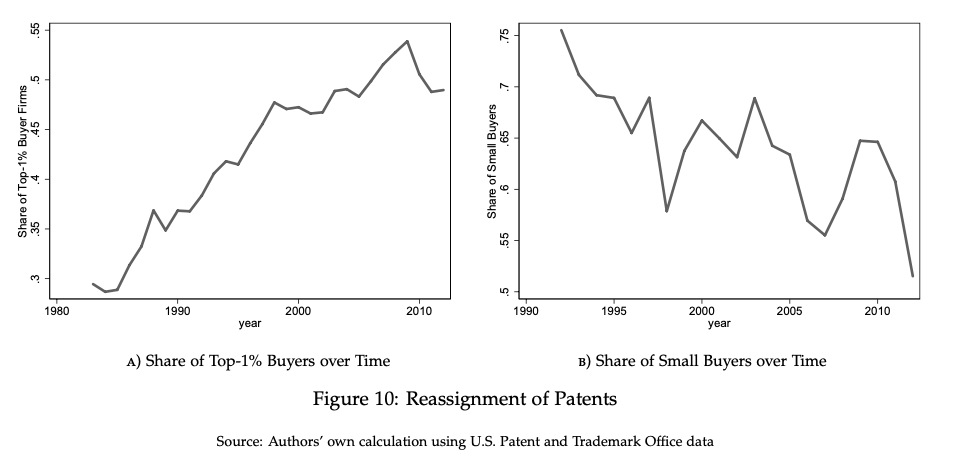 .55
.5
.45
.4
.35
.3
Share of Top-1% Buyer Firms
1980 1990 2000 2010
year
.75
.7
.65
.6
.55
.5
Share of Small Buyers
1990 1995 2000 2005 2010
year
A) Share of Top-1% Buyers over Time
B) Share of Small Buyers over Time
Figure 10: Reassignment of Patents
Source: Authors' own calculation using U.S. Patent and Trademark Office data